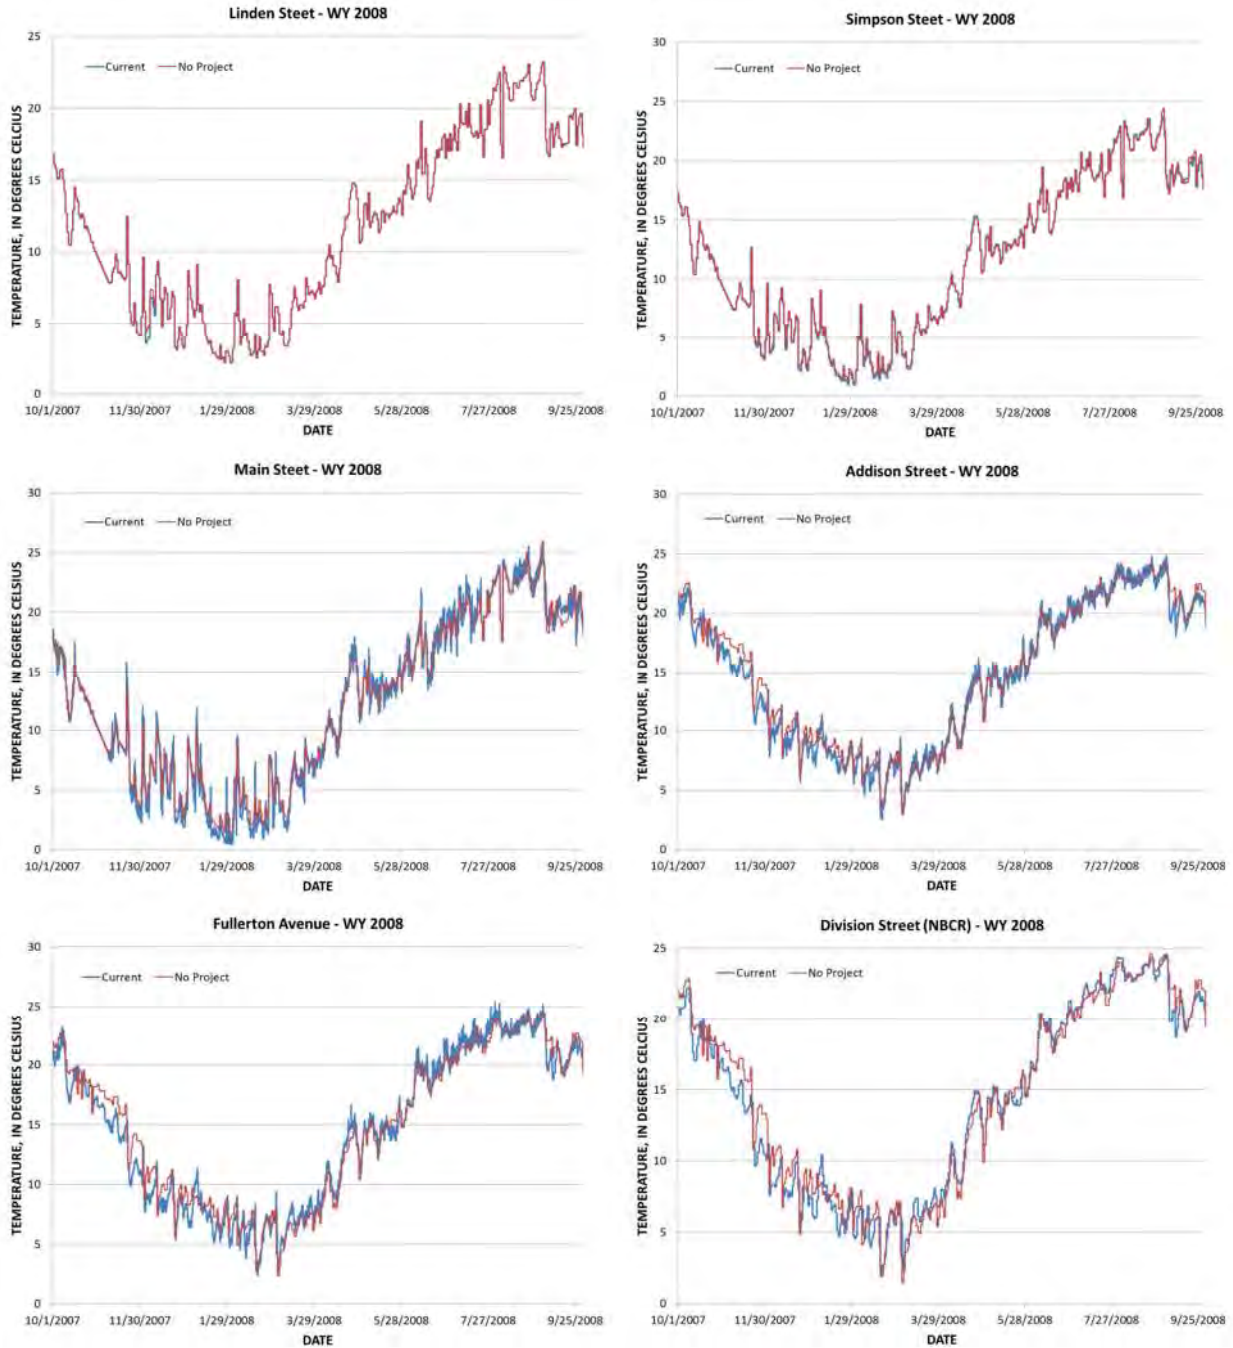 Linden Steet - WY 2008
TEMPERATURE, IN DEGREES CELCIUS
25
20
15
10
5
0
Current No Project
10/1/2007 11/30/2007 1/29/2008 3/29/2008 5/28/2008 7/27/2008 9/25/2008
DATE
Simpson Steet - WY 2008
TEMPERATURE, IN DEGREES CELSIUS
30
25
20
15
10
5
0
Current No Project
10/1/2007 11/30/2007 1/29/2008 3/29/2008 5/28/2008 7/27/2008 9/25/2008
DATE
Main Steet - WY 2008
TEMPERATURE, IN DEGREES CELSIUS
30
25
20
15
10
5
0
Current No Project
10/1/2007 11/30/2007 1/29/2008 3/29/2008 5/28/2008 7/27/2008 9/25/2008
DATE
Addison Street - WY 2008
TEMPERATURE, IN DEGREES CELSIUS
30
25
20
15
10
5
0
Current No Project
10/1/2007 11/30/2007 1/29/2008 3/29/2008 5/28/2008 7/27/2008 9/25/2008
DATE
Fullerton Avenue - WY 2008
TEMPERATURE, IN DEGREES CELSIUS
30
25
20
15
10
5
0
Current No Project
10/1/2007 11/30/2007 1/29/2008 3/29/2008 5/28/2008 7/27/2008 9/25/2008
DATE
Division Street (NBCR) - WY 2008
TEMPERATURE, IN DEGREES CELCIUS
25
20
15
10
5
0
Current No Project
10/1/2007 11/30/2007 1/29/2008 3/29/2008 5/28/2008 7/27/2008 9/25/2008
DATE